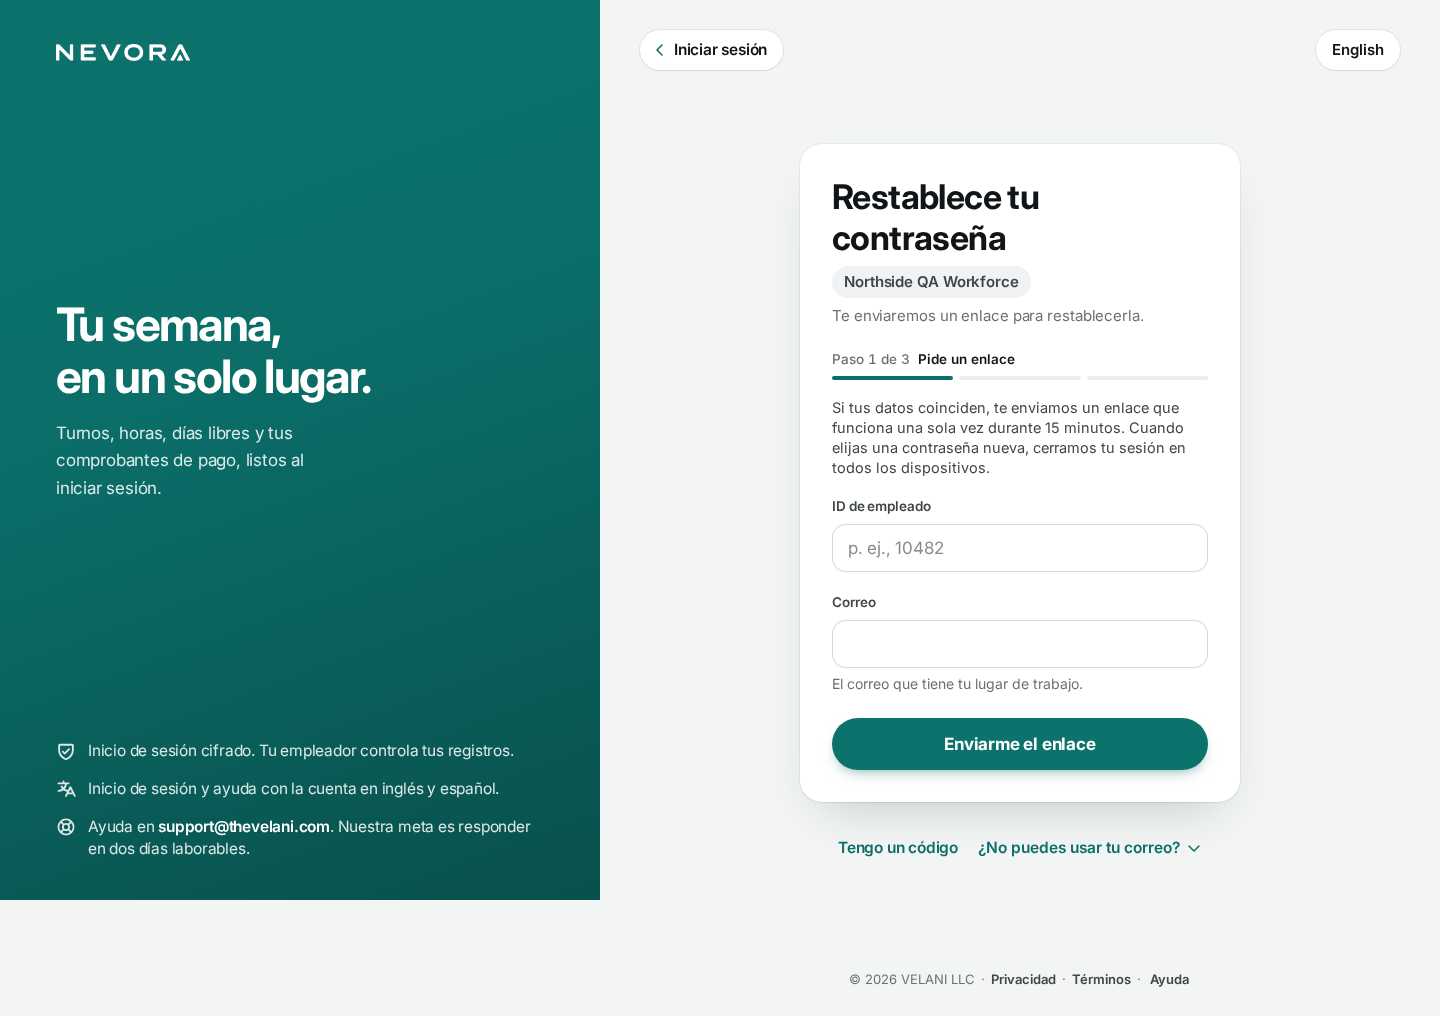 NEVORA
Tu semana,
en un solo lugar.
Turnos, horas, días libres y tus
comprobantes de pago, listos al
iniciar sesión.
Inicio de sesión cifrado. Tu empleador controla tus registros.
Inicio de sesión y ayuda con la cuenta en inglés y español.
Ayuda en support@thevelani.com. Nuestra meta es responder
en dos días laborables.
Iniciar sesión
English
Restablece tu
contraseña
Northside QA Workforce
Te enviaremos un enlace para restablecerla.
Paso 1 de 3 Pide un enlace
Si tus datos coinciden, te enviamos un enlace que
funciona una sola vez durante 15 minutos. Cuando
elijas una contraseña nueva, cerramos tu sesión en
todos los dispositivos.
ID de empleado
p. ej., 10482
Correo
El correo que tiene tu lugar de trabajo.
Enviarme el enlace
Tengo un código ¿No puedes usar tu correo?
© 2026 VELANI LLC · Privacidad · Términos · Ayuda